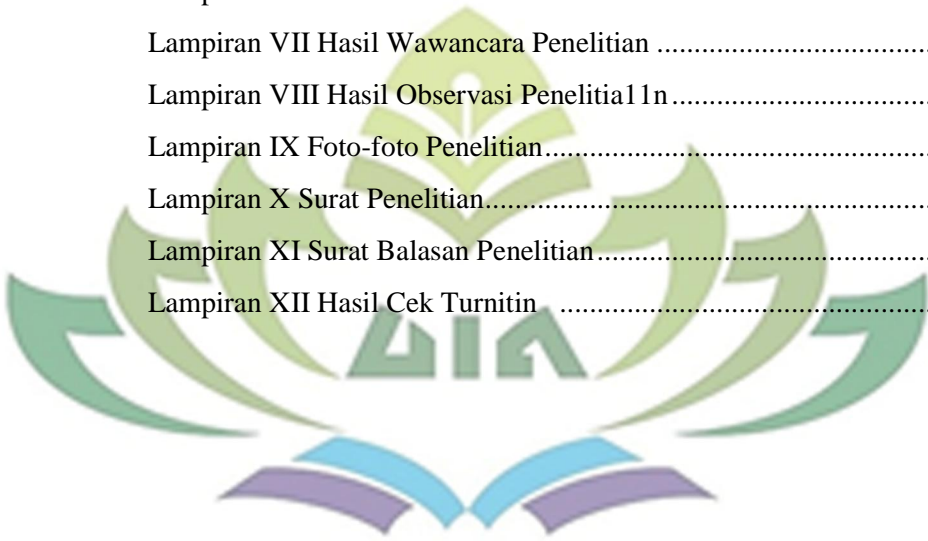 Lampiran VII Hasil Wawancara Penelitian ....................................
Lampiran VIII Hasil Observasi Penelitia11n ..................................
Lampiran IX Foto-foto Penelitian...................................................
Lampiran X Surat Penelitian...........................................................
Lampiran XI Surat Balasan Penelitian ............................................
Lampiran XII Hasil Cek Turnitin ..................................................
UIN